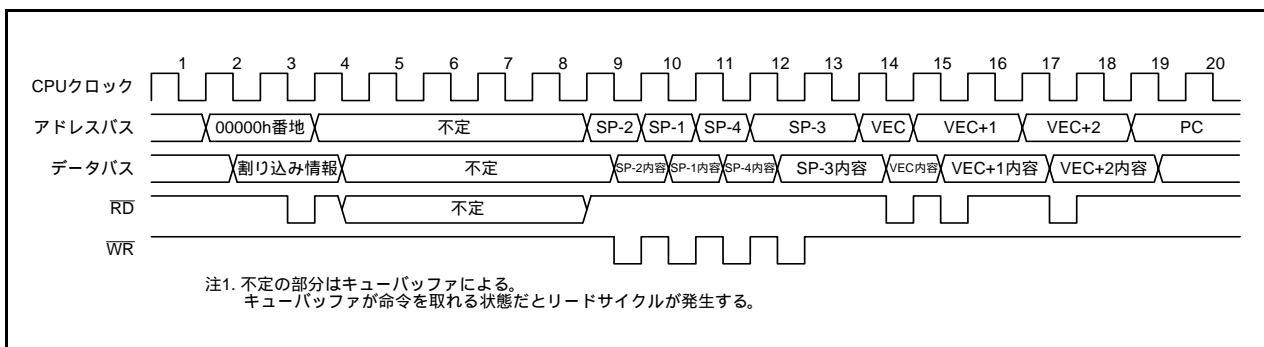 1 2 3 4 5 6 7 8 9 10 11 12 13 14 15 16 17 18 19 20
CPUクロック
アドレスバス 00000h番地 不定 SP-2 SP-1 SP-4 SP-3 VEC VEC+1 VEC+2 PC
データバス 割り込み情報 不定 SP-2内容 SP-1内容 SP-4内容 SP-3内容 VEC内容 VEC+1内容 VEC+2内容
RD 不定
WR
注1. 不定の部分はキューバッファによる。
キューバッファが命令を取れる状態だとリードサイクルが発生する。